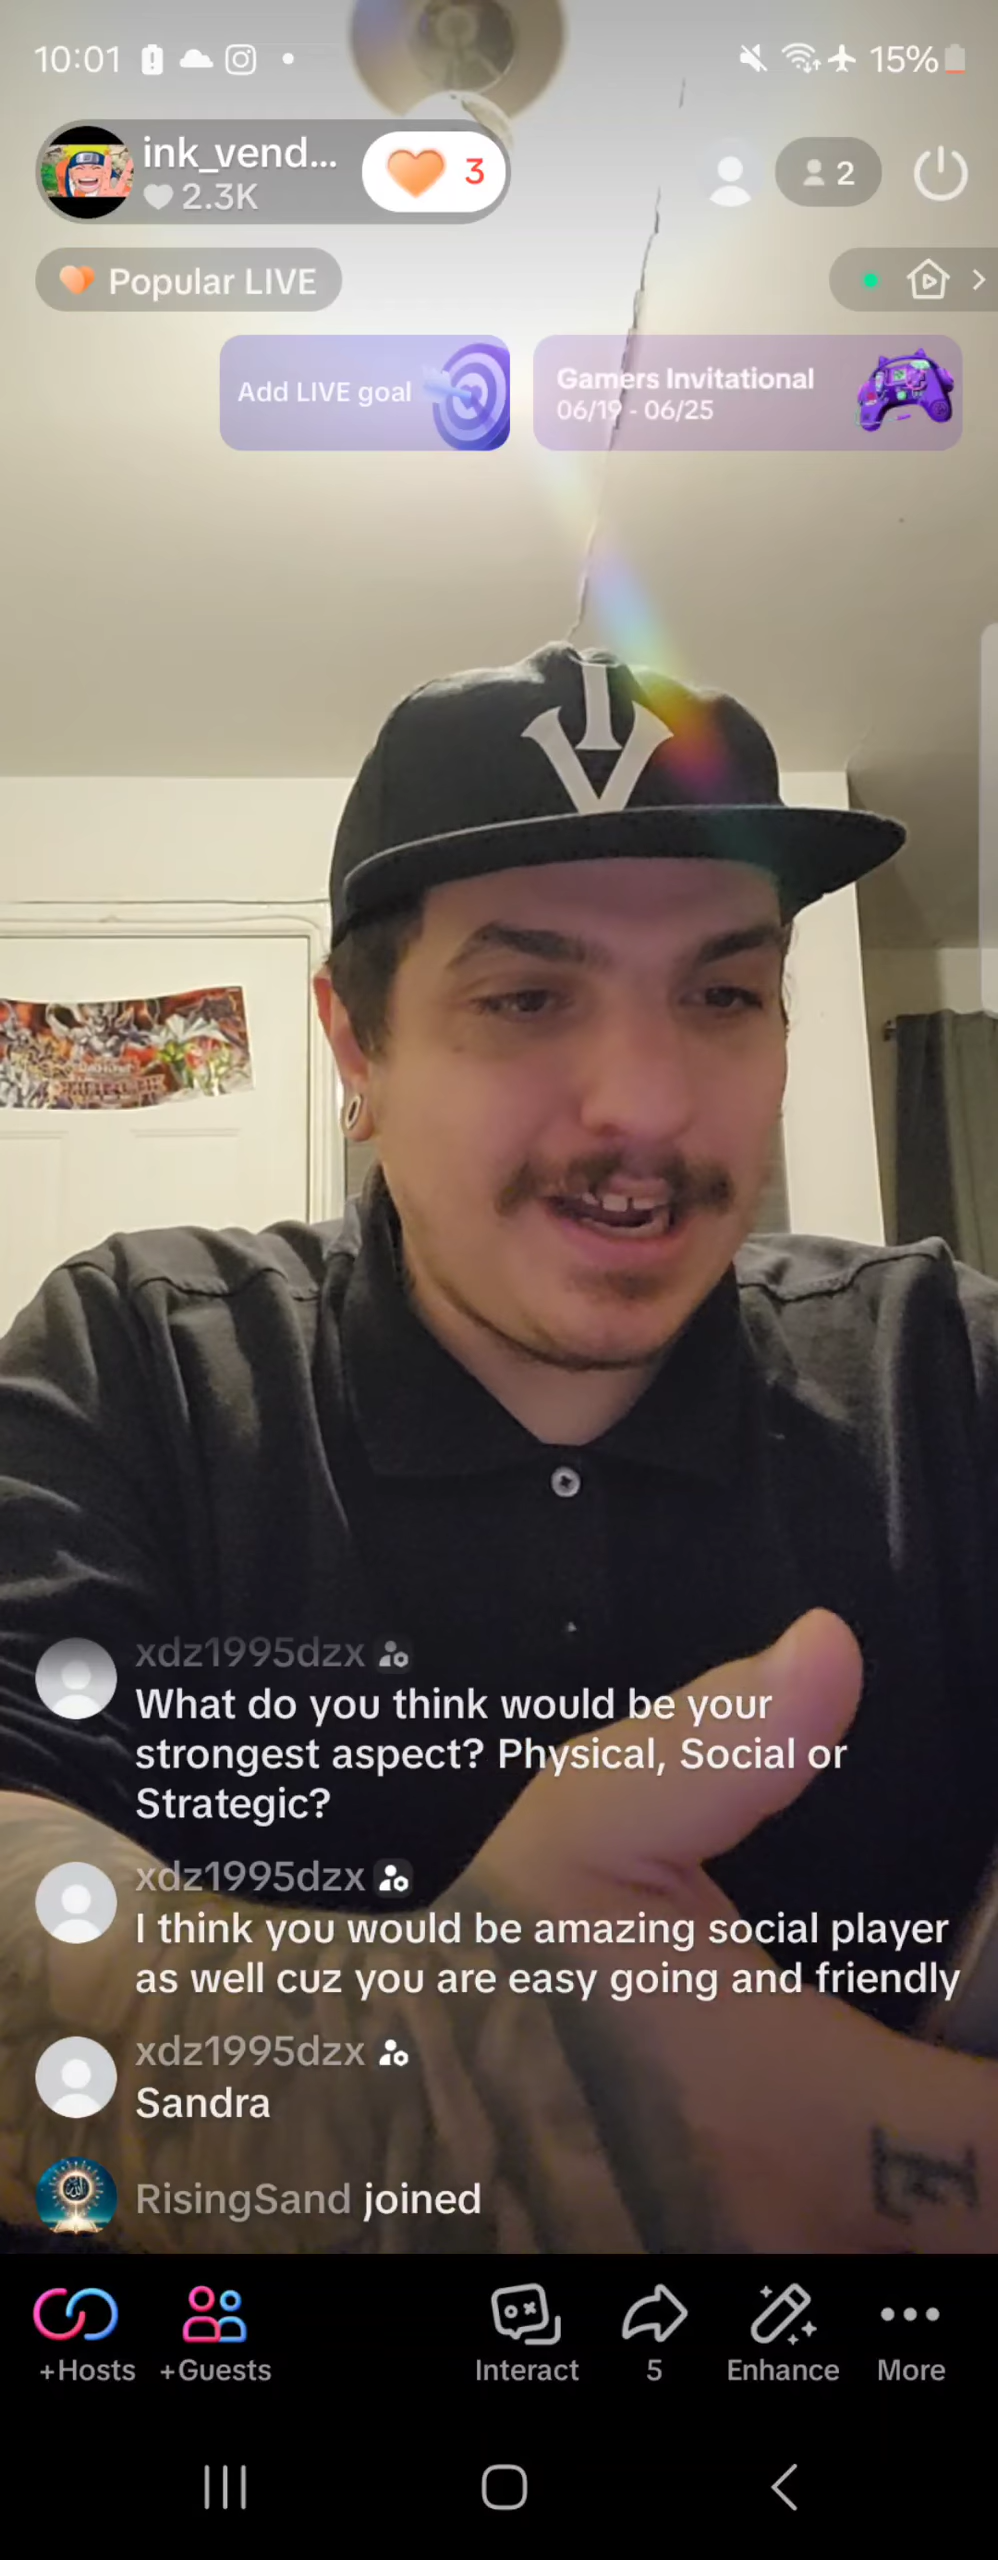 10:01
15%
ink_vend...
2.3K
3
2
Popular LIVE
Add LIVE goal
Gamers Invitational
06/19 - 06/25
IV
xdz1995dzx
What do you think would be your
strongest aspect? Physical, Social or
Strategic?
xdz1995dzx
I think you would be amazing social player
as well cuz you are easy going and friendly
xdz1995dzx
Sandra
RisingSand joined
+Hosts
+Guests
Interact
5
Enhance
More